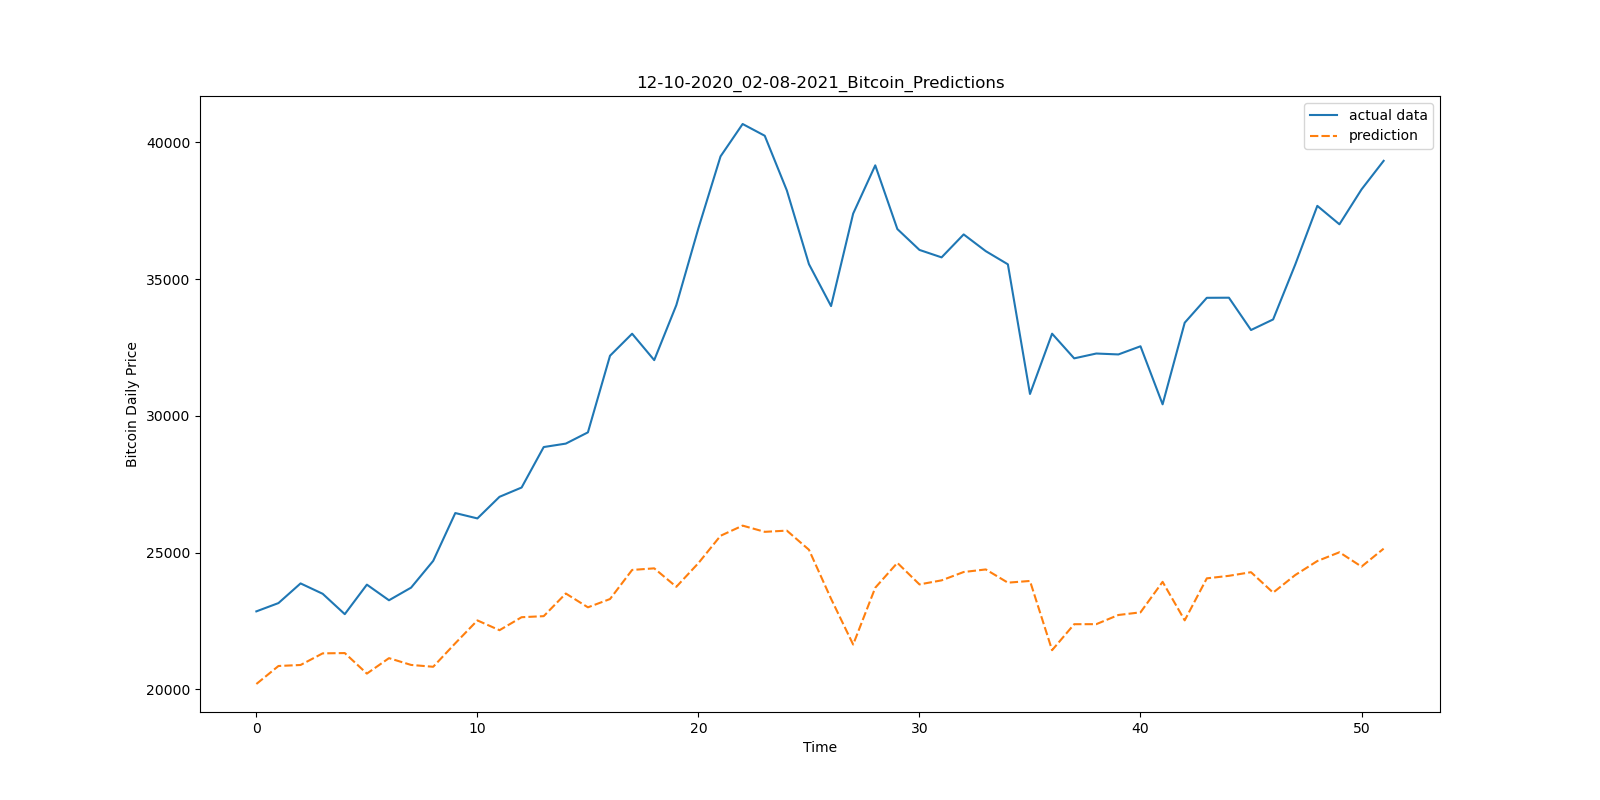 12-10-2020_02-08-2021_Bitcoin_Predictions
actual data
prediction
40000
35000
30000
25000
20000
Bitcoin Daily Price
0 10 20 30 40 50
Time